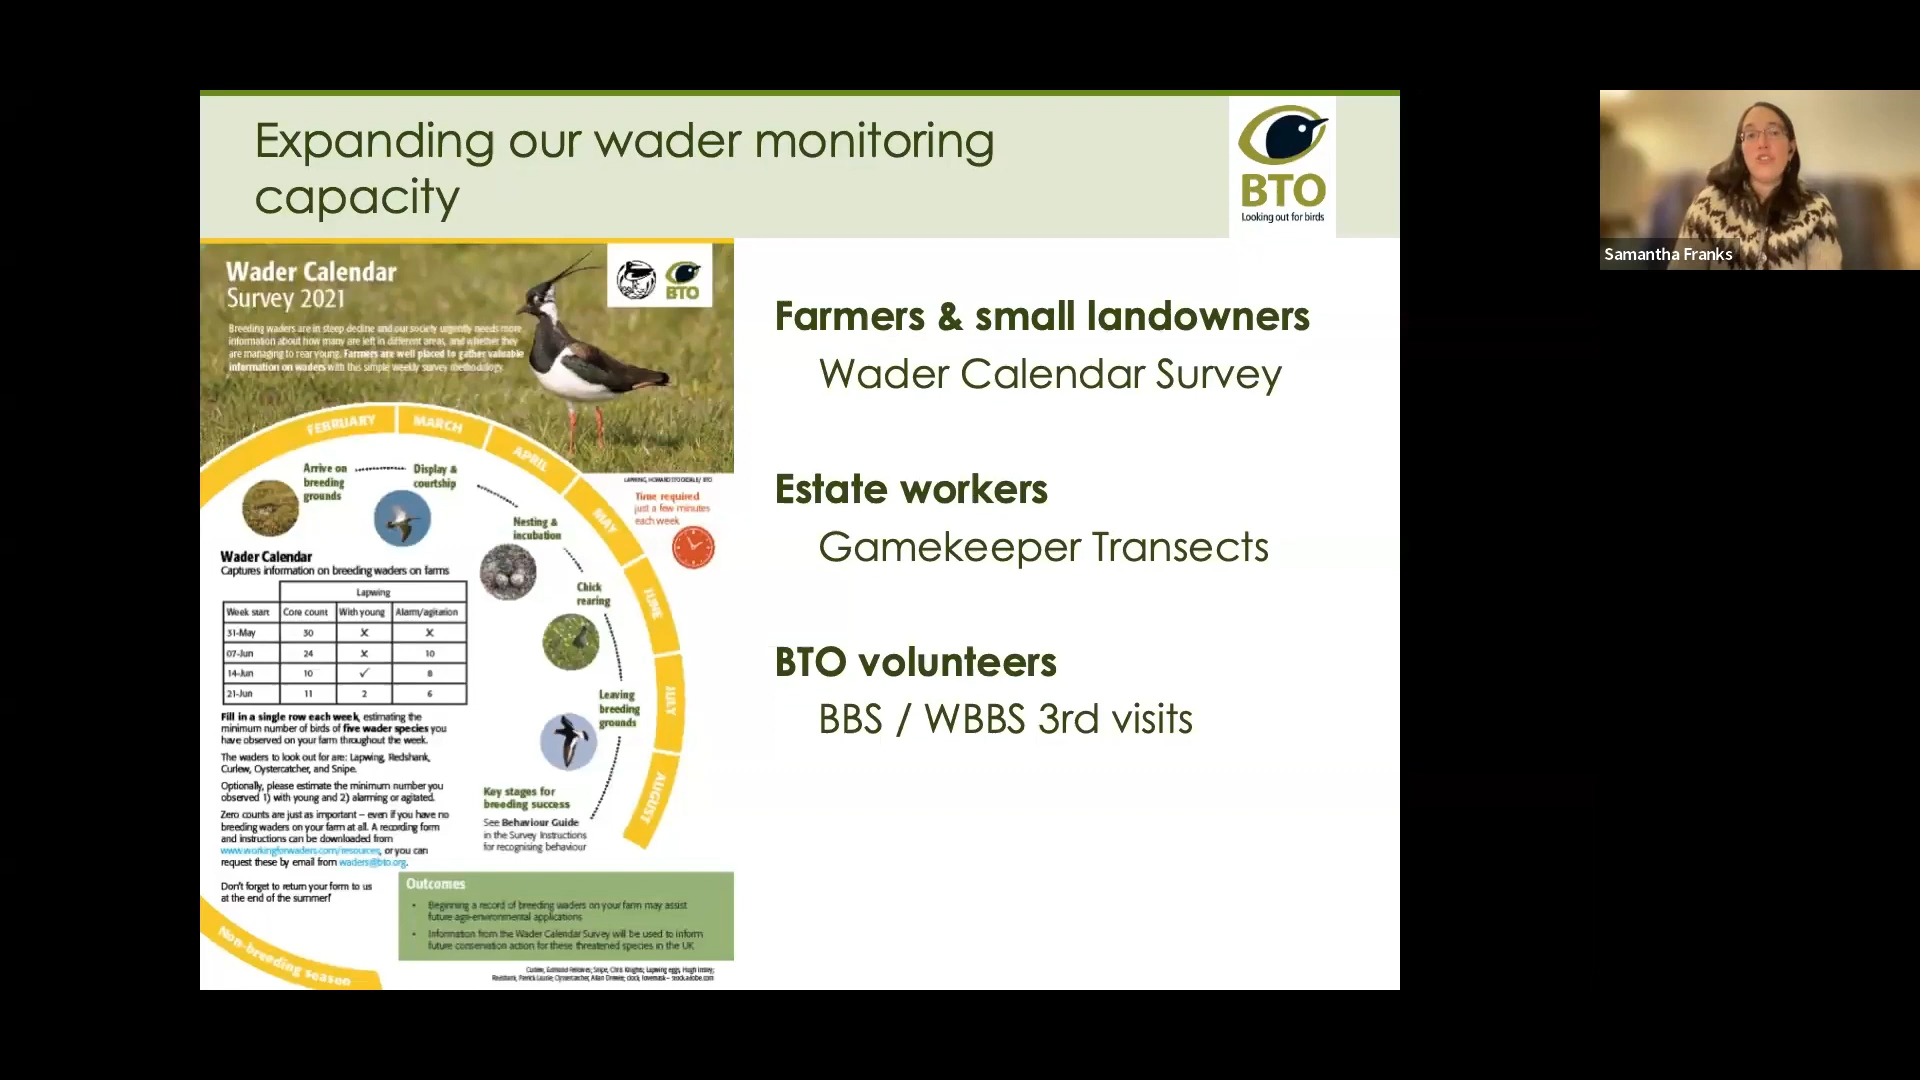 Expanding our wader monitoring
capacity
BTO
Looking out for birds
Samantha Franks
Wader Calendar
Survey 2021
BTO
Breeding waders are in steep decline and our society urgently needs more
information about how many are left in different areas, and whether they
are managing to rear young. Farmers are well placed to gather valuable
information on waders with this simple weekly survey methodology.
FEBRUARY
MARCH
APRIL
MAY
JUNE
JULY
AUGUST
Non-breeding season
Arrive on
breeding
grounds
Display &
courtship
Nesting &
incubation
Chick
rearing
Leaving
breeding
grounds
Time required
just a few minutes
each week
Wader Calendar
Captures information on breeding waders on farms
Lapwing
Week start Core count With young Alarm/agitation
31-May 30 X X
07-Jun 24 X 10
14-Jun 10 ✓ 8
21-Jun 11 2 6
Fill in a single row each week, estimating the
minimum number of birds of five wader species you
have observed on your farm throughout the week.
The waders to look out for are: Lapwing, Redshank,
Curlew, Oystercatcher, and Snipe.
Optionally, please estimate the minimum number you
observed 1) with young and 2) alarming or agitated.
Zero counts are just as important – even if you have no
breeding waders on your farm at all. A recording form
and instructions can be downloaded from
www.workingforwaders.com/resources, or you can
request these by email from waders@bto.org.
Don't forget to return your form to us
at the end of the summer!
Key stages for
breeding success
See Behaviour Guide
in the Survey Instructions
for recognising behaviour
Outcomes
• Beginning a record of breeding waders on your farm may assist
future agri-environmental applications
• Information from the Wader Calendar Survey will be used to inform
future conservation action for these threatened species in the UK
Farmers & small landowners
Wader Calendar Survey
Estate workers
Gamekeeper Transects
BTO volunteers
BBS / WBBS 3rd visits